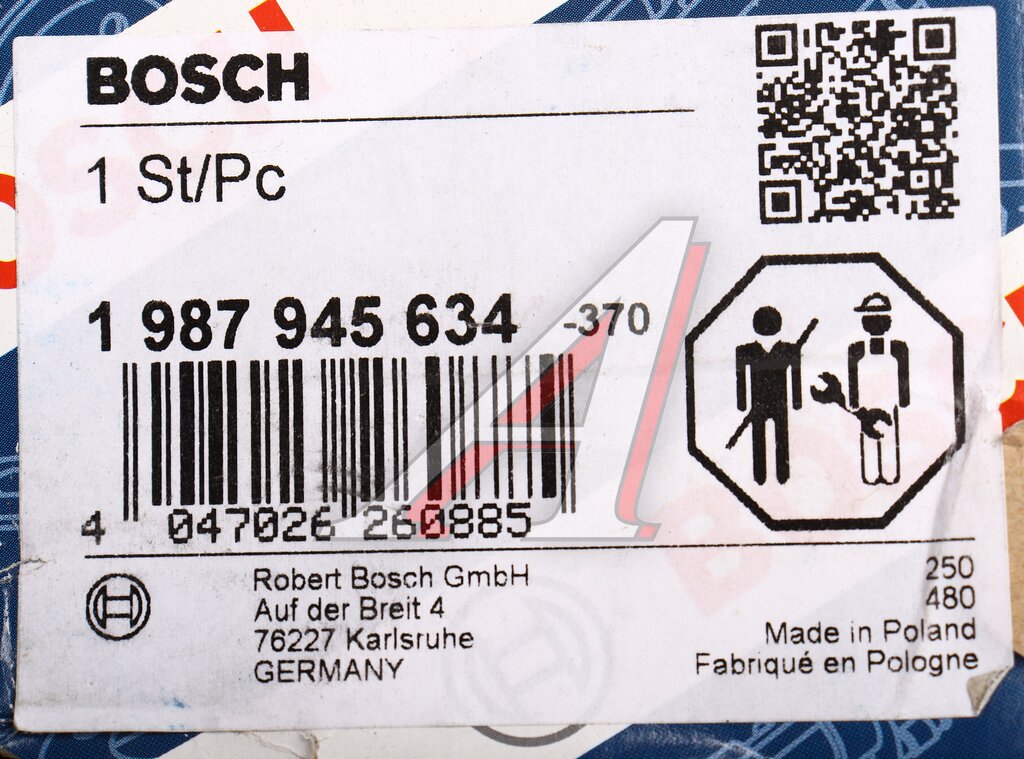 BOSCH
1 St/Pc
1 987 945 634 -370
4 047026 260885
Robert Bosch GmbH
Auf der Breit 4
76227 Karlsruhe
GERMANY
250
480
Made in Poland
Fabriqué en Pologne